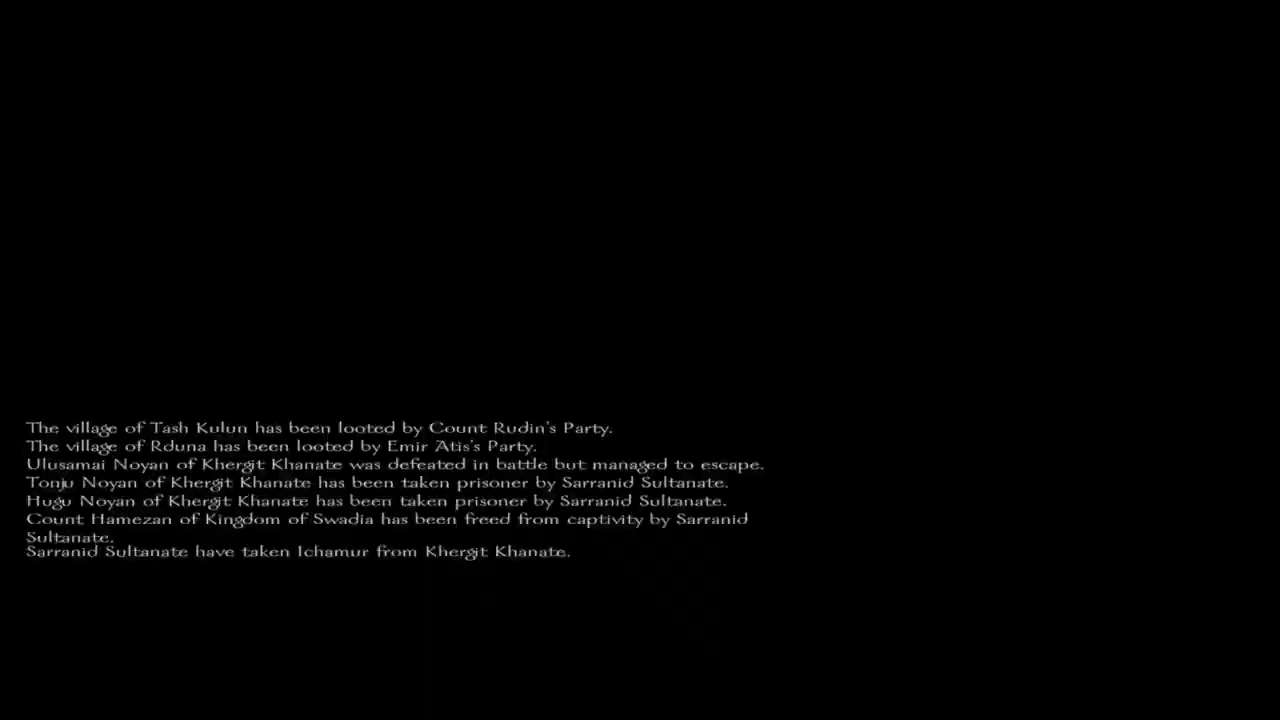 The village of Tash Kulun has been looted by Count Rudin's Party.
The village of Rduna has been looted by Emir Atis's Party.
Ulusamai Noyan of Khergit Khanate was defeated in battle but managed to escape.
Tonju Noyan of Khergit Khanate has been taken prisoner by Sarranid Sultanate.
Hugu Noyan of Khergit Khanate has been taken prisoner by Sarranid Sultanate.
Count Hamezan of Kingdom of Swadia has been freed from captivity by Sarranid
Sultanate.
Sarranid Sultanate have taken Ichamur from Khergit Khanate.